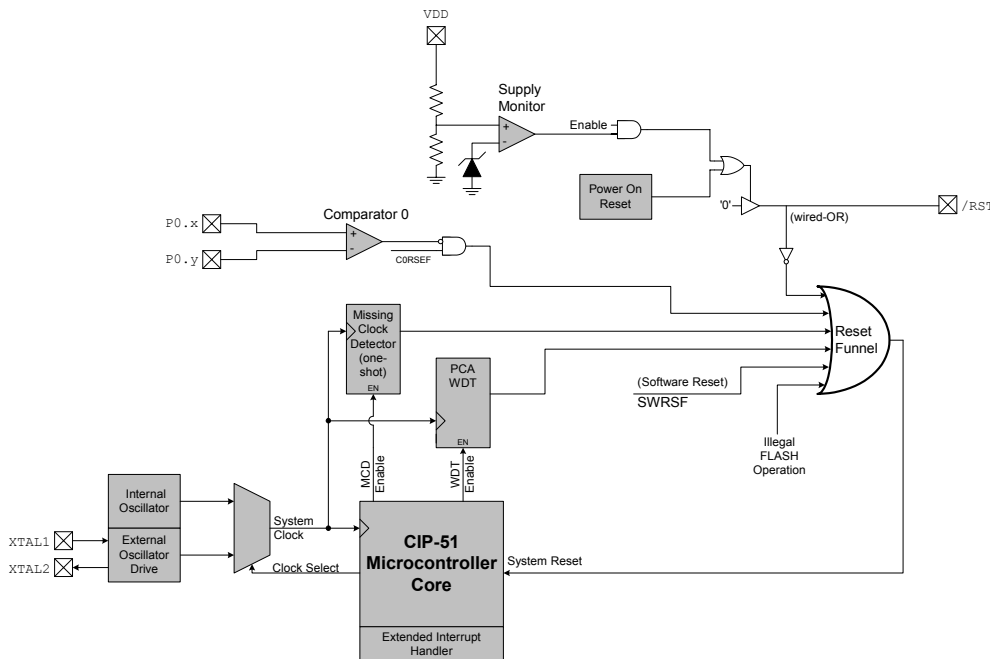 VDD
Supply
Monitor
+
-
Enable
Power On
Reset
'0'
(wired-OR)
/RST
P0.x
P0.y
Comparator 0
+
-
C0RSEF
Missing
Clock
Detector
(one-
shot)
EN
PCA
WDT
EN
Reset
Funnel
(Software Reset)
SWRSF
Illegal
FLASH
Operation
MCD
Enable
WDT
Enable
Internal
Oscillator
External
Oscillator
Drive
XTAL1
XTAL2
System
Clock
Clock Select
CIP-51
Microcontroller
Core
System Reset
Extended Interrupt
Handler